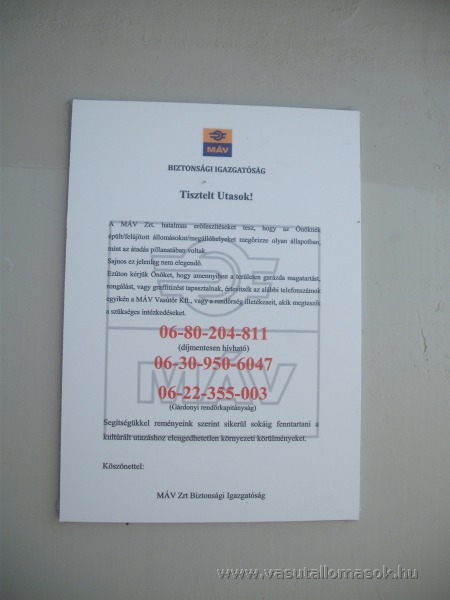 MÁV
BIZTONSÁGI IGAZGATÓSÁG
Tisztelt Utasok!
A MÁV Zrt. hatalmas erőfeszítéseket tesz, hogy az Önöknek
épült/felújított állomásokat/megállóhelyeket megőrizze olyan állapotban,
mint az átadás pillanatában voltak.
Sajnos ez jelenleg nem elegendő.
Ezúton kérjük Önöket, hogy amennyiben a területen garázda magatartást,
rongálást, vagy graffitizést tapasztalnak, értesítsék az alábbi telefonszámok
egyikén a MÁV Vasútőr Kft., vagy a rendőrség illetékeseit, akik megteszik
a szükséges intézkedéseket.
06-80-204-811
(díjmentesen hívható)
06-30-950-6047
MÁV
06-22-355-003
(Gárdonyi rendőrkapitányság)
Segítségükkel reményeink szerint sikerül sokáig fenntartani a
kultúrált utazáshoz elengedhetetlen környezeti körülményeket.
Köszönettel:
MÁV Zrt Biztonsági Igazgatóság
www.vasutallomasok.hu